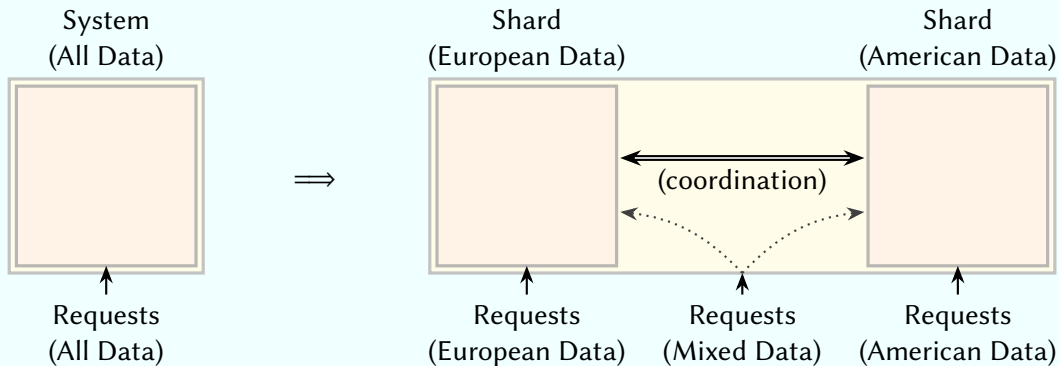 System
(All Data)
Shard
(European Data)
Shard
(American Data)
⟹
(coordination)
Requests
(All Data)
Requests
(European Data)
Requests
(Mixed Data)
Requests
(American Data)